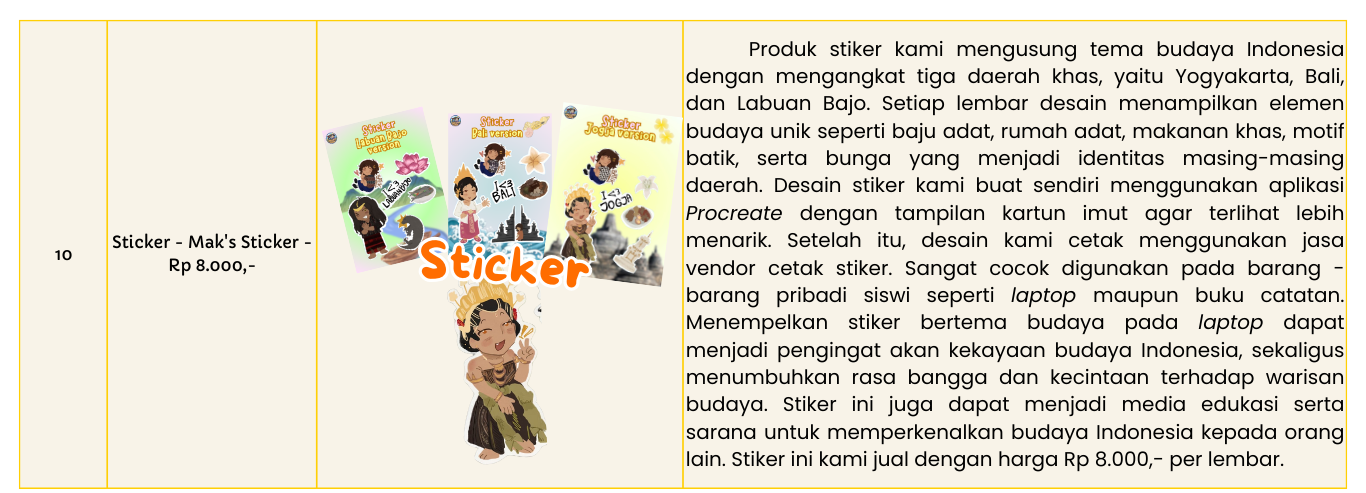 10
Sticker - Mak's Sticker -
Rp 8.000,-
Sticker
Labuan Bajo
version
Sticker
Bali version
Sticker
Jogja version
I <3
I <3
BALI
I <3
JOGJA
Sticker
Produk stiker kami mengusung tema budaya Indonesia
dengan mengangkat tiga daerah khas, yaitu Yogyakarta, Bali,
dan Labuan Bajo. Setiap lembar desain menampilkan elemen
budaya unik seperti baju adat, rumah adat, makanan khas, motif
batik, serta bunga yang menjadi identitas masing-masing
daerah. Desain stiker kami buat sendiri menggunakan aplikasi
Procreate dengan tampilan kartun imut agar terlihat lebih
menarik. Setelah itu, desain kami cetak menggunakan jasa
vendor cetak stiker. Sangat cocok digunakan pada barang -
barang pribadi siswi seperti laptop maupun buku catatan.
Menempelkan stiker bertema budaya pada laptop dapat
menjadi pengingat akan kekayaan budaya Indonesia, sekaligus
menumbuhkan rasa bangga dan kecintaan terhadap warisan
budaya. Stiker ini juga dapat menjadi media edukasi serta
sarana untuk memperkenalkan budaya Indonesia kepada orang
lain. Stiker ini kami jual dengan harga Rp 8.000,- per lembar.